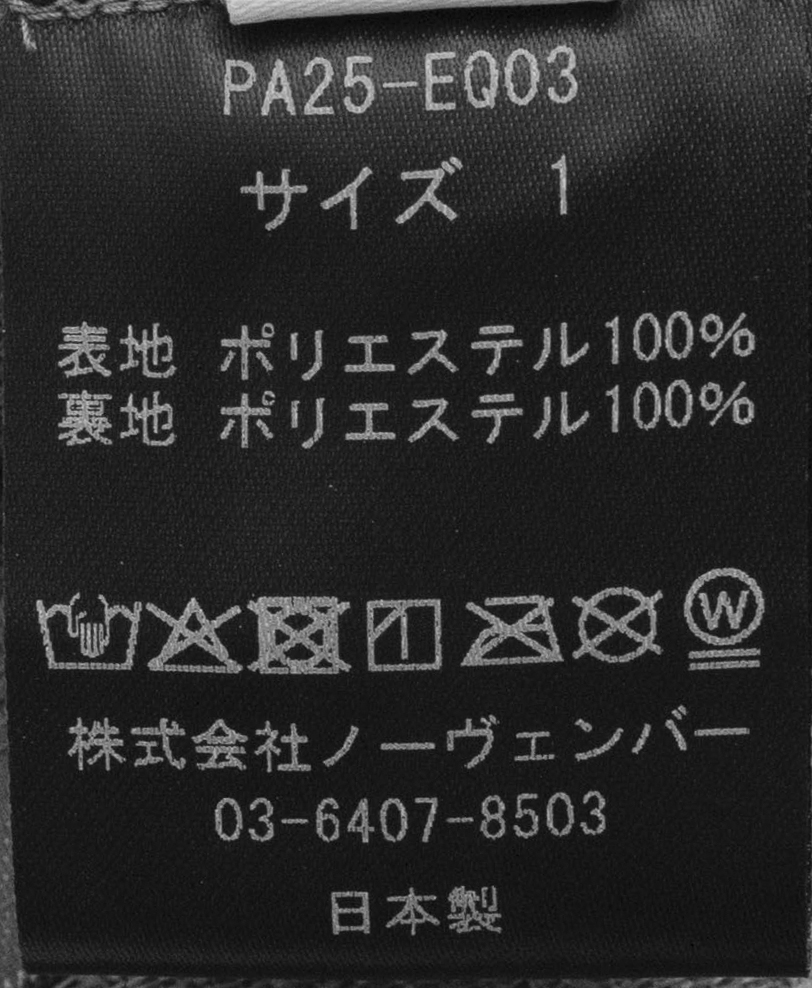 PA25-EQ03
サイズ 1
表地 ポリエステル100%
裏地 ポリエステル100%
W
株式会社ノーヴェンバー
03-6407-8503
日本製